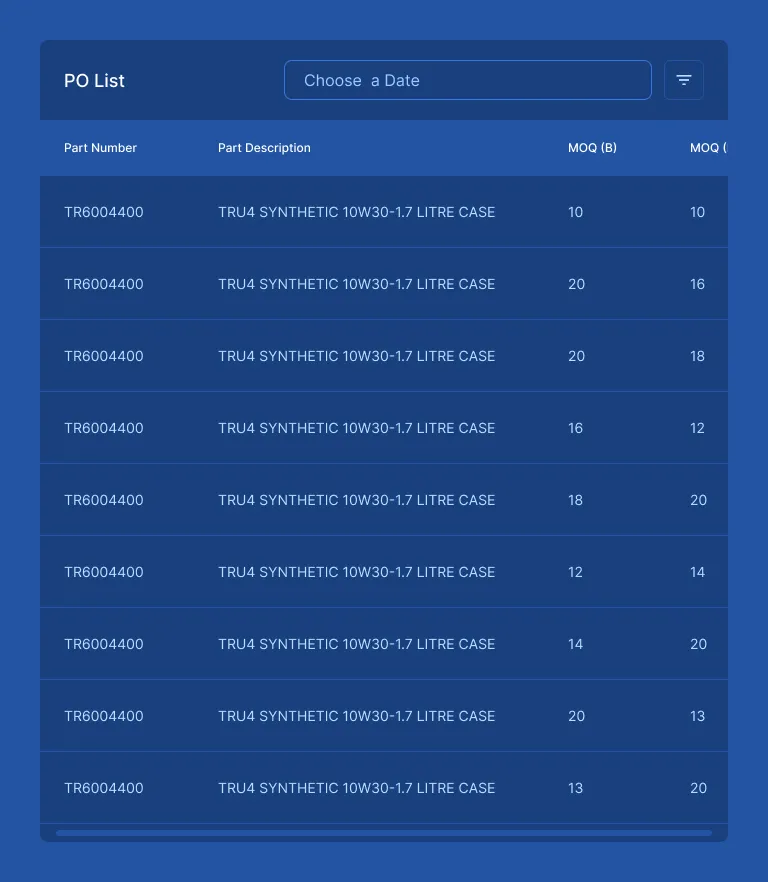 PO List Choose a Date
Part Number Part Description MOQ (B) MOQ (
TR6004400 TRU4 SYNTHETIC 10W30-1.7 LITRE CASE 10 10
TR6004400 TRU4 SYNTHETIC 10W30-1.7 LITRE CASE 20 16
TR6004400 TRU4 SYNTHETIC 10W30-1.7 LITRE CASE 20 18
TR6004400 TRU4 SYNTHETIC 10W30-1.7 LITRE CASE 16 12
TR6004400 TRU4 SYNTHETIC 10W30-1.7 LITRE CASE 18 20
TR6004400 TRU4 SYNTHETIC 10W30-1.7 LITRE CASE 12 14
TR6004400 TRU4 SYNTHETIC 10W30-1.7 LITRE CASE 14 20
TR6004400 TRU4 SYNTHETIC 10W30-1.7 LITRE CASE 20 13
TR6004400 TRU4 SYNTHETIC 10W30-1.7 LITRE CASE 13 20